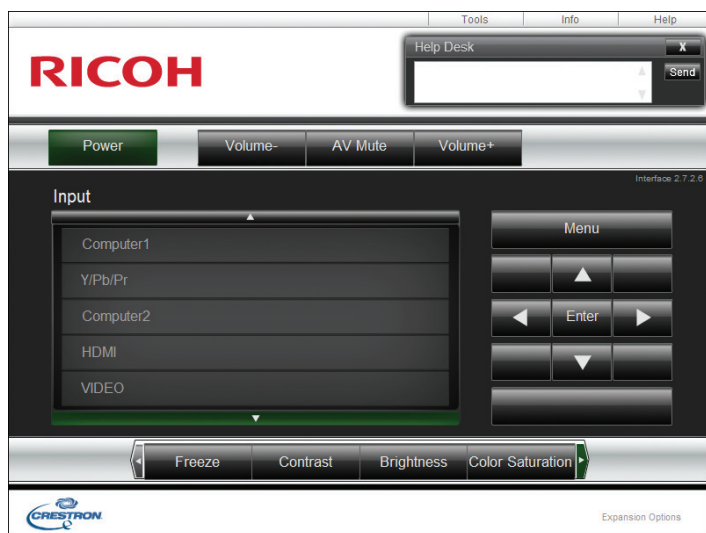 Tools Info Help
RICOH
Help Desk X
Send
Power Volume- AV Mute Volume+
Interface 2.7.2.6
Input
Computer1
Y/Pb/Pr
Computer2
HDMI
VIDEO
Menu
Enter
Freeze Contrast Brightness Color Saturation
CRESTRON
Expansion Options